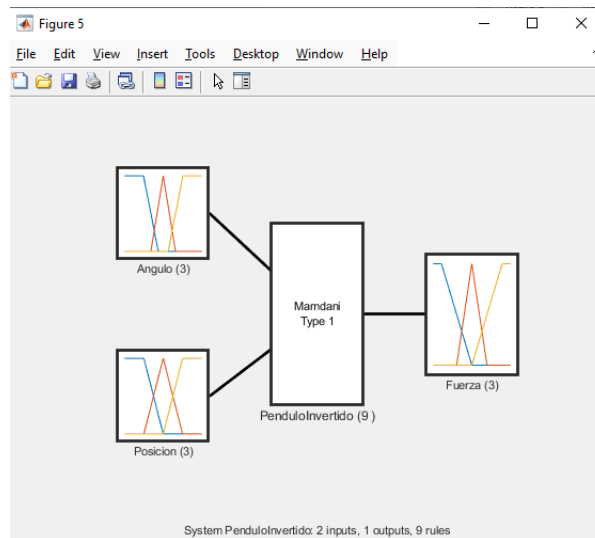 Figure 5
File Edit View Insert Tools Desktop Window Help
Angulo (3)
Mamdani
Type 1
Fuerza (3)
PenduloInvertido (9)
Posicion (3)
System PenduloInvertido: 2 inputs, 1 outputs, 9 rules